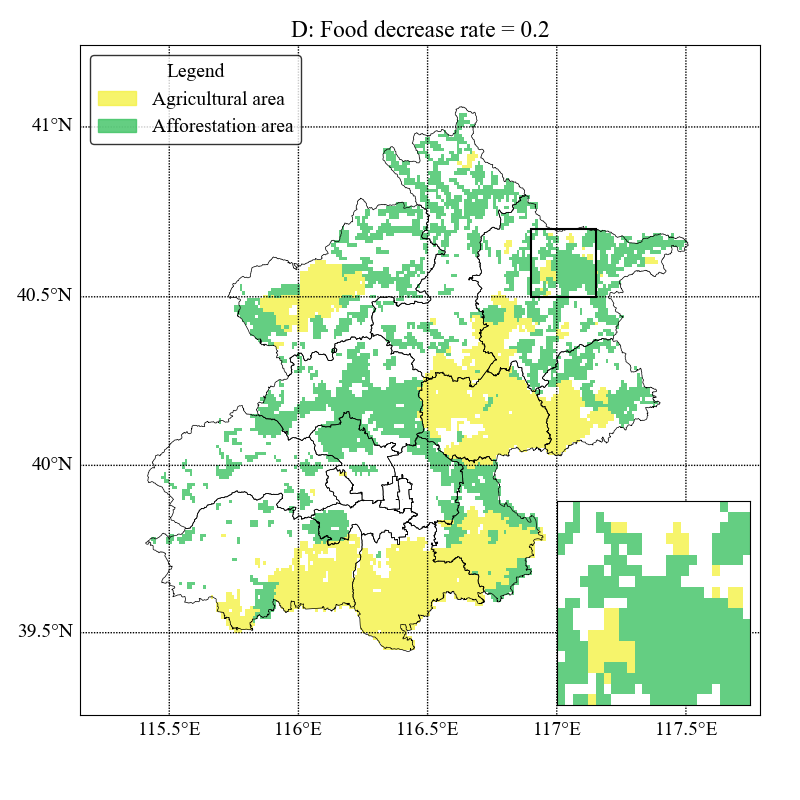 D: Food decrease rate = 0.2
Legend
Agricultural area
Afforestation area
41°N
40.5°N
40°N
39.5°N
115.5°E 116°E 116.5°E 117°E 117.5°E